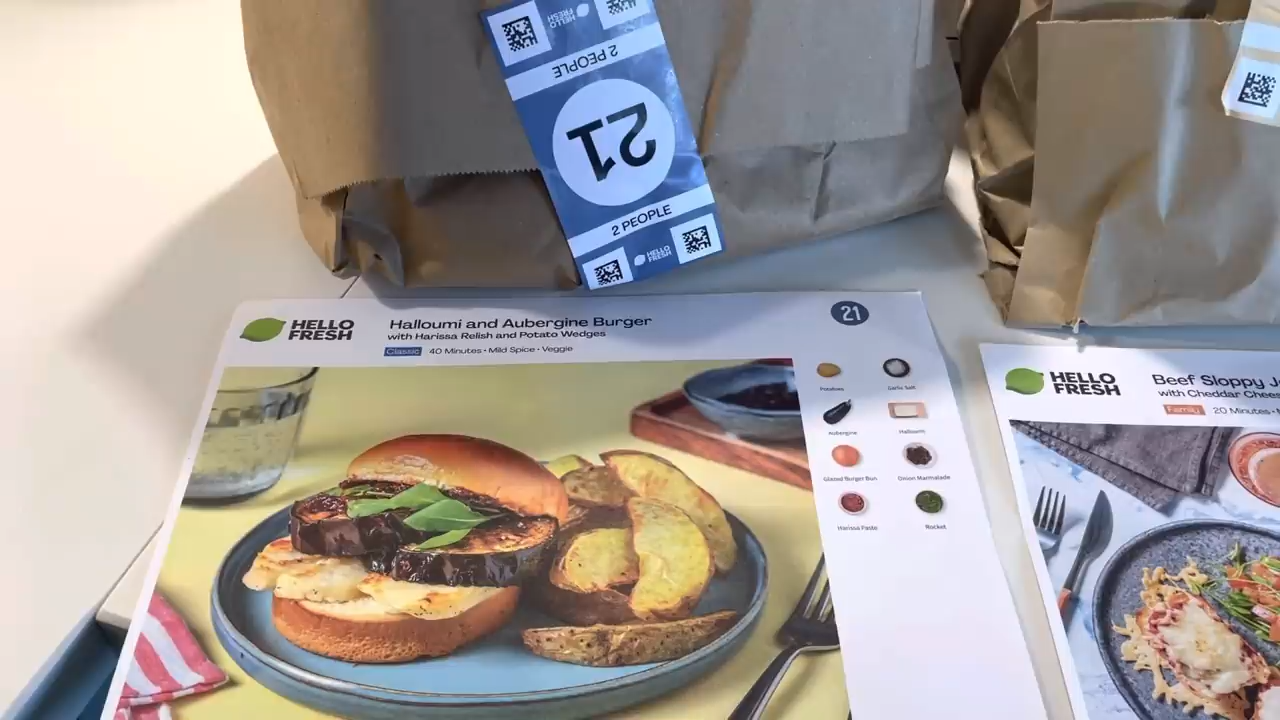 HELLO
FRESH
2 PEOPLE
21
2 PEOPLE
HELLO
FRESH
HELLO
FRESH
Halloumi and Aubergine Burger
with Harissa Relish and Potato Wedges
Classic 40 Minutes • Mild Spice • Veggie
21
Potatoes
Garlic Salt
Aubergine
Halloumi
Glazed Burger Bun
Onion Marmalade
Harissa Paste
Rocket
HELLO
FRESH
Beef Sloppy
with Cheddar
Family 20 Minutes •